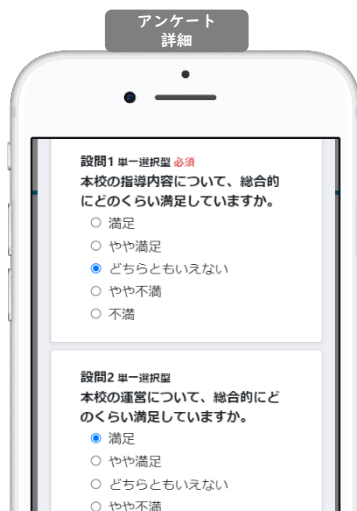 アンケート
詳細
設問1 単一選択型 必須
本校の指導内容について、総合的
にどのくらい満足していますか。
満足
やや満足
どちらともいえない
やや不満
不満
設問2 単一選択型
本校の運営について、総合的にど
のくらい満足していますか。
満足
やや満足
どちらともいえない
やや不満